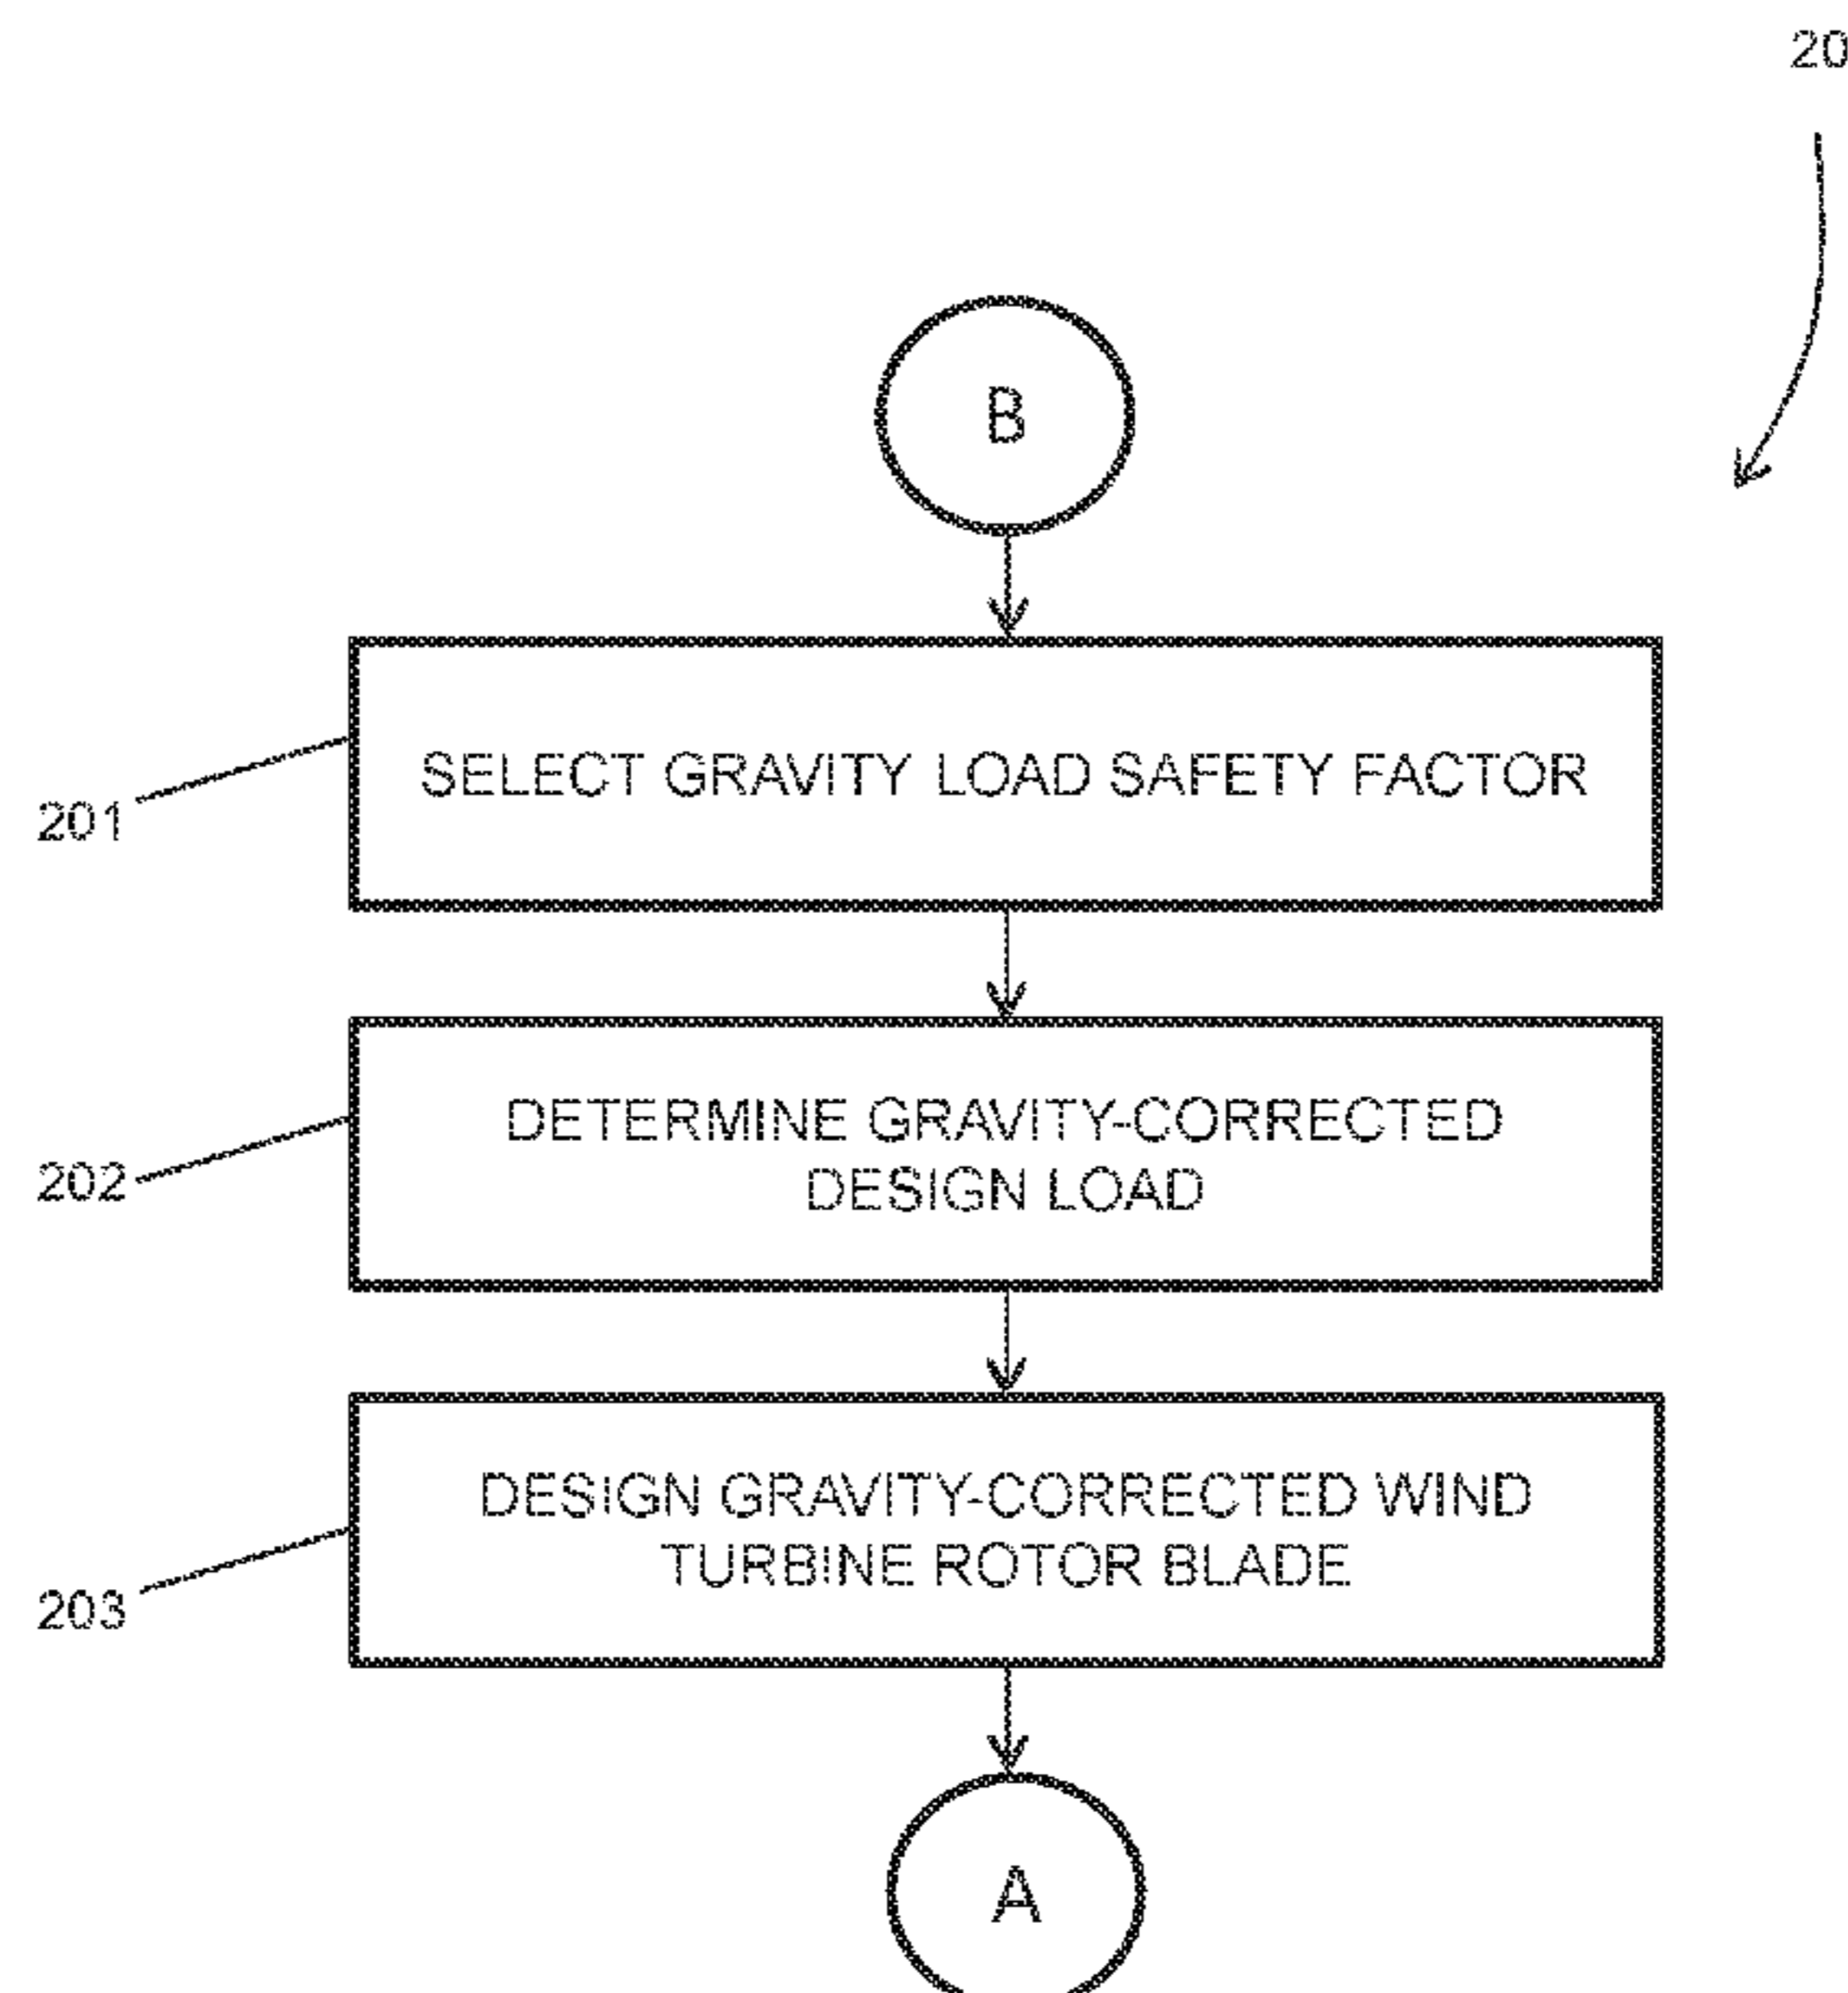 20
B
SELECT GRAVITY LOAD SAFETY FACTOR
201
DETERMINE GRAVITY-CORRECTED
DESIGN LOAD
202
DESIGN GRAVITY-CORRECTED WIND
TURBINE ROTOR BLADE
203
A